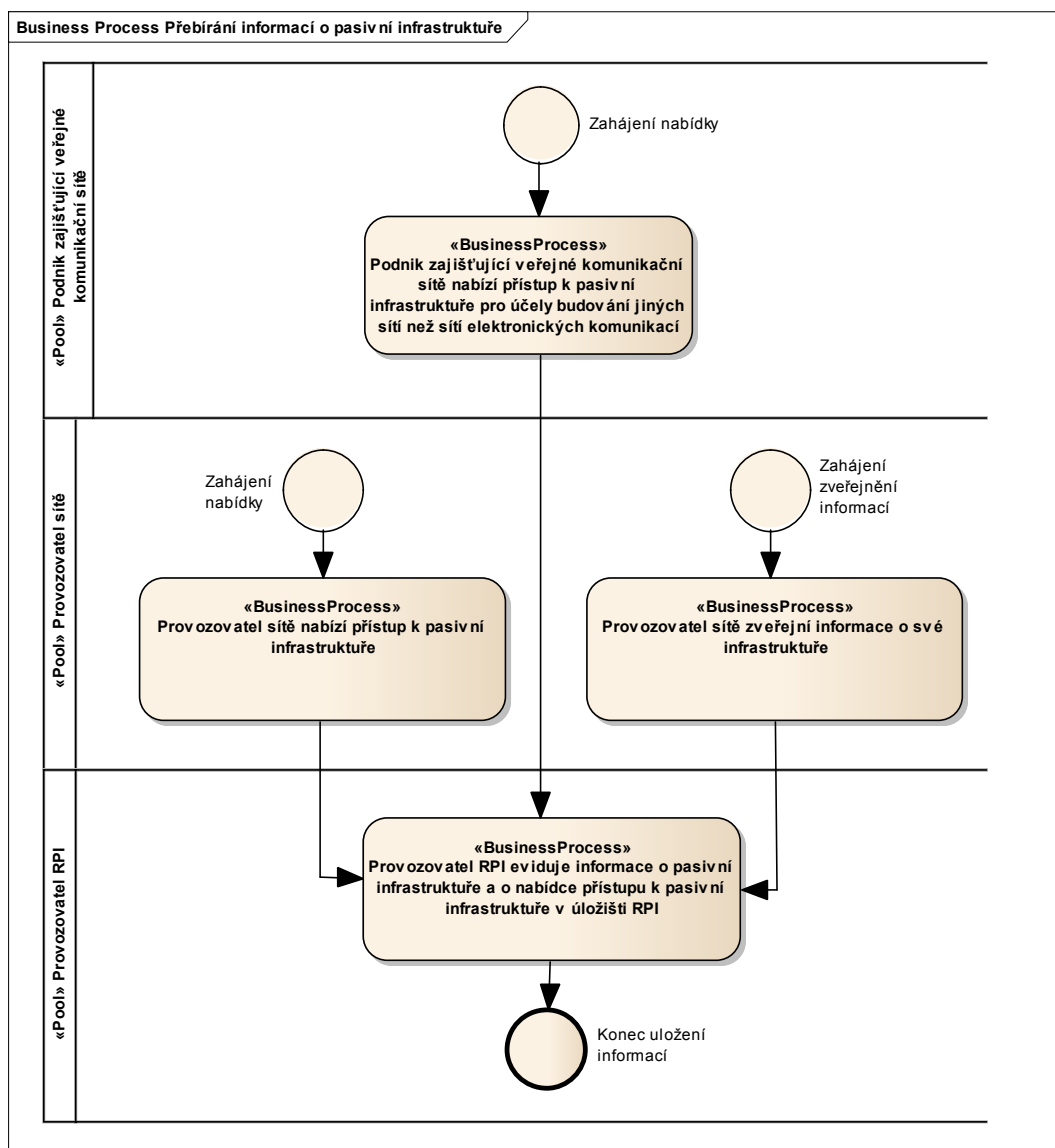 Business Process Přebírání informací o pasivní infrastruktuře
«Pool» Podnik zajišťující veřejné
komunikační sítě
Zahájení nabídky
«BusinessProcess»
Podnik zajišťující veřejné komunikační
sítě nabízí přístup k pasivní
infrastruktuře pro účely budování jiných
sítí než sítí elektronických komunikací
«Pool» Provozovatel sítě
Zahájení
nabídky
Zahájení
zveřejnění
informací
«BusinessProcess»
Provozovatel sítě nabízí přístup k pasivní
infrastruktuře
«BusinessProcess»
Provozovatel sítě zveřejní informace o své
infrastruktuře
«Pool» Provozovatel RPI
«BusinessProcess»
Provozovatel RPI eviduje informace o pasivní
infrastruktuře a o nabídce přístupu k pasivní
infrastruktuře v úložišti RPI
Konec uložení
informací